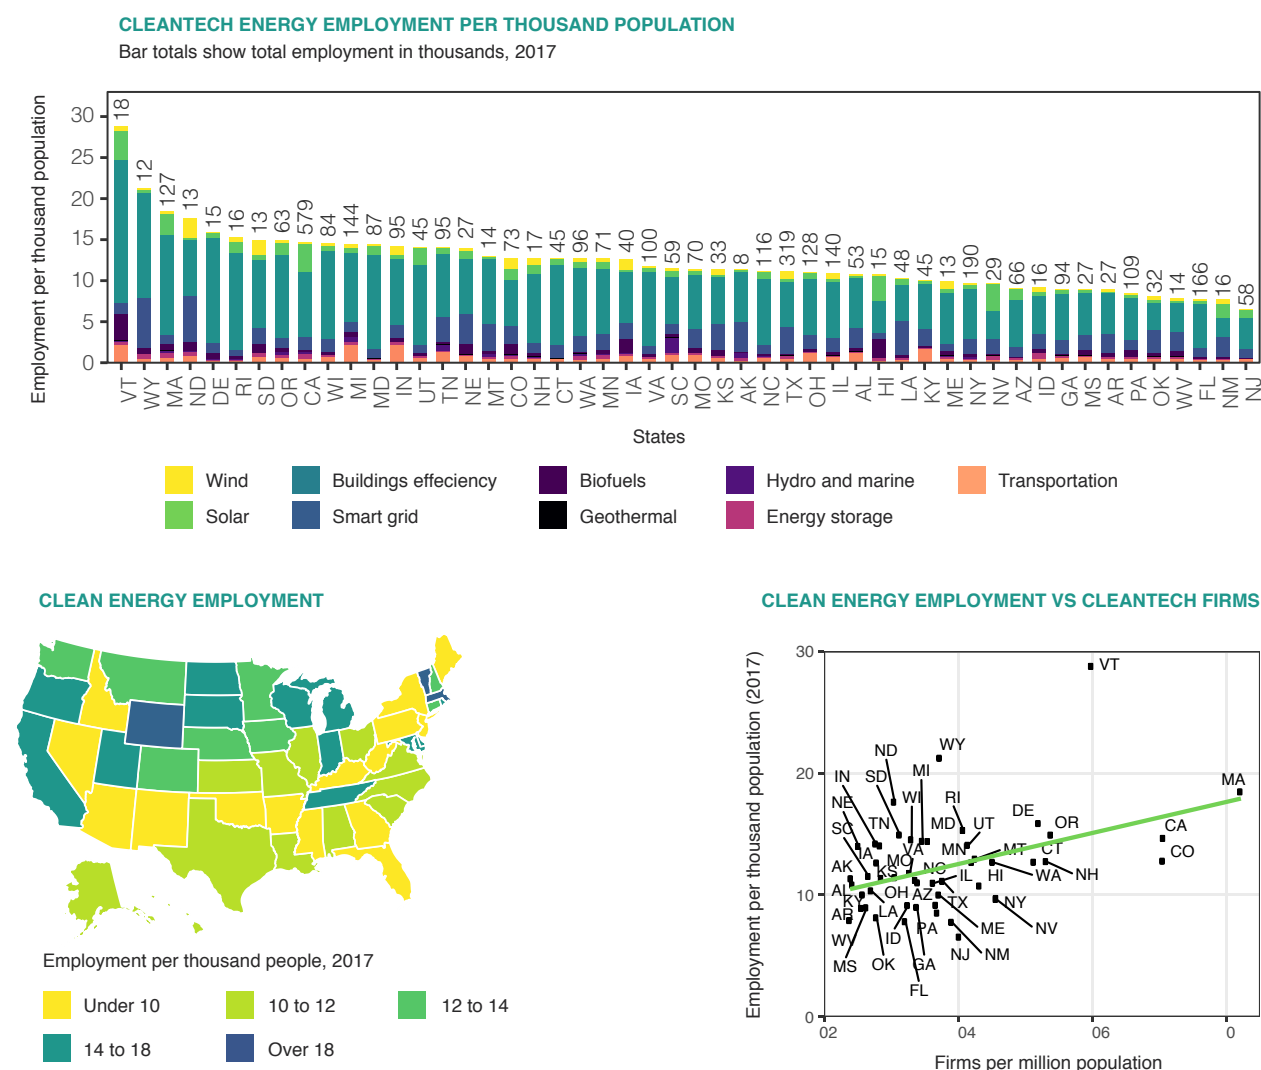 CLEANTECH ENERGY EMPLOYMENT PER THOUSAND POPULATION
Bar totals show total employment in thousands, 2017
Employment per thousand population
30
25
20
15
10
5
0
18 12 127 13 15 16 13 63 579 84 144 87 95 45 95 27 14 73 17 45 96 71 40 100 59 70 33 8 116 319 128 140 53 15 48 45 13 190 29 66 16 94 27 27 109 32 14 166 16 58
VT WY MA ND DE RI SD OR CA WI MI MD IN UT TN NE MT CO NH CT WA MN IA VA SC MO KS AK NC TX OH IL AL HI LA KY ME NY NV AZ ID GA MS AR PA OK WV FL NM NJ
States
Wind Buildings effeciency Biofuels Hydro and marine Transportation
Solar Smart grid Geothermal Energy storage
CLEAN ENERGY EMPLOYMENT
Employment per thousand people, 2017
Under 10 10 to 12 12 to 14
14 to 18 Over 18
CLEAN ENERGY EMPLOYMENT VS CLEANTECH FIRMS
Employment per thousand population (2017)
30
20
10
0
VT
ND WY
IN SD MI MA
NE WI RI DE
SC TN MD UT OR CA
IA VA MN MT CT CO
AK MO KS NC IL HI WA NH
AL OH AZ TX NY
KY LA
AR PA ME NV
WV ID
MS OK GA NJ NM
FL
02 04 06 0
Firms per million population